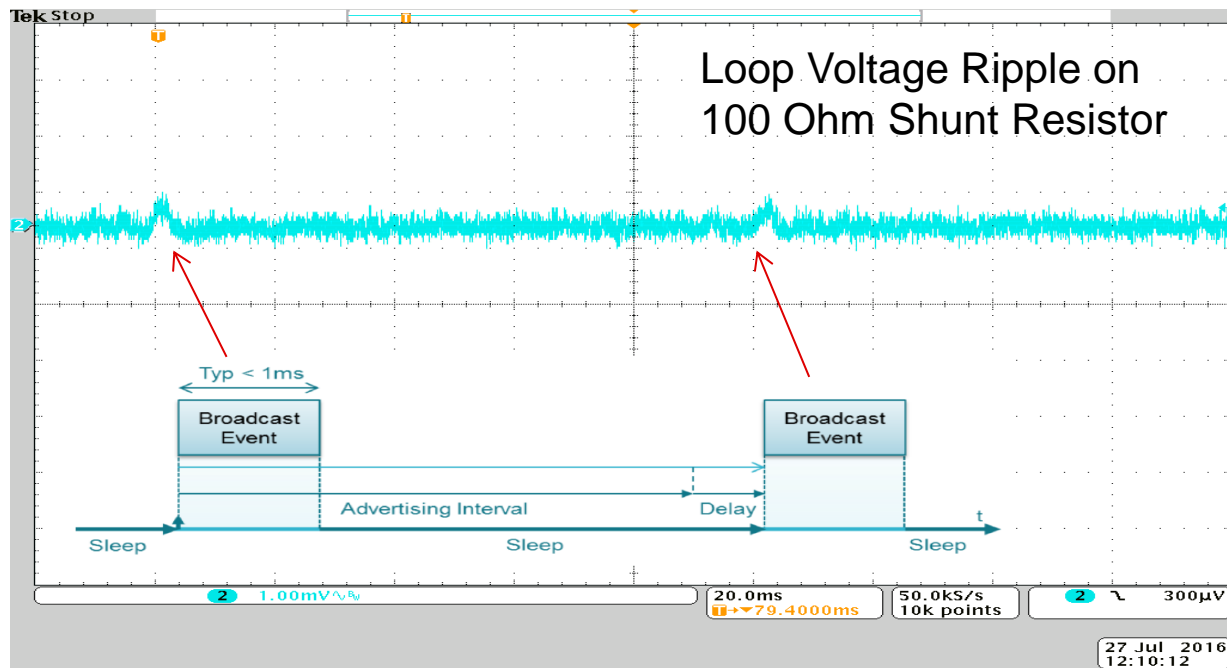 Tek Stop
T
T
Loop Voltage Ripple on
100 Ohm Shunt Resistor
2
Typ < 1ms
Broadcast
Event
Broadcast
Event
Advertising Interval
Delay
t
Sleep
Sleep
Sleep
2 1.00mV∿BW
20.0ms
T→▼79.4000ms
50.0kS/s
10k points
2 300µV
27 Jul 2016
12:10:12